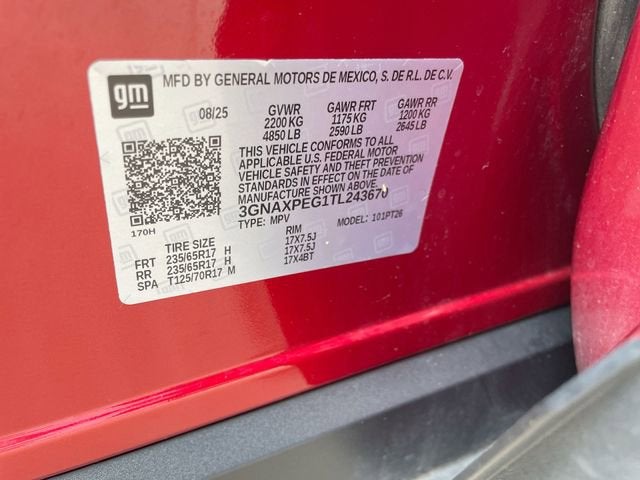 gm
MFD BY GENERAL MOTORS DE MEXICO, S. DE R.L. DE C.V.
08/25 GVWR GAWR FRT GAWR RR
2200 KG 1175 KG 1200 KG
4850 LB 2590 LB 2645 LB
THIS VEHICLE CONFORMS TO ALL
APPLICABLE U.S. FEDERAL MOTOR
VEHICLE SAFETY AND THEFT PREVENTION
STANDARDS IN EFFECT ON THE DATE OF
MANUFACTURE SHOWN ABOVE.
3GNAXPEG1TL243670
TYPE: MPV MODEL: 101PT26
170H
TIRE SIZE RIM
FRT 235/65R17 H 17X7.5J
RR 235/65R17 H 17X7.5J
SPA T125/70R17 M 17X4BT